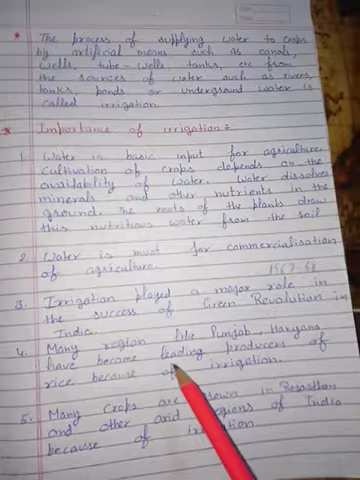 * The process of supplying water to crops
by artificial means such as canals,
wells, tube-wells, tanks, etc from
the sources of water such as rivers,
tanks, ponds or underground water is
called irrigation.
* Importance of irrigation :-
1. Water is basic input for agriculture.
Cultivation of crops depends on the
availability of water. Water dissolves
minerals and other nutrients in the
ground. The roots of the plants draw
this nutritious water from the soil
2. Water is must for commercialisation
of agriculture.
1967-68
3. Irrigation played a major role in
the success of Green Revolution in
India.
4. Many region like Punjab, Haryana
have became leading producers of
rice because of irrigation.
5. Many crops are grown in Rajasthan
and other arid regions of India
because of irrigation.